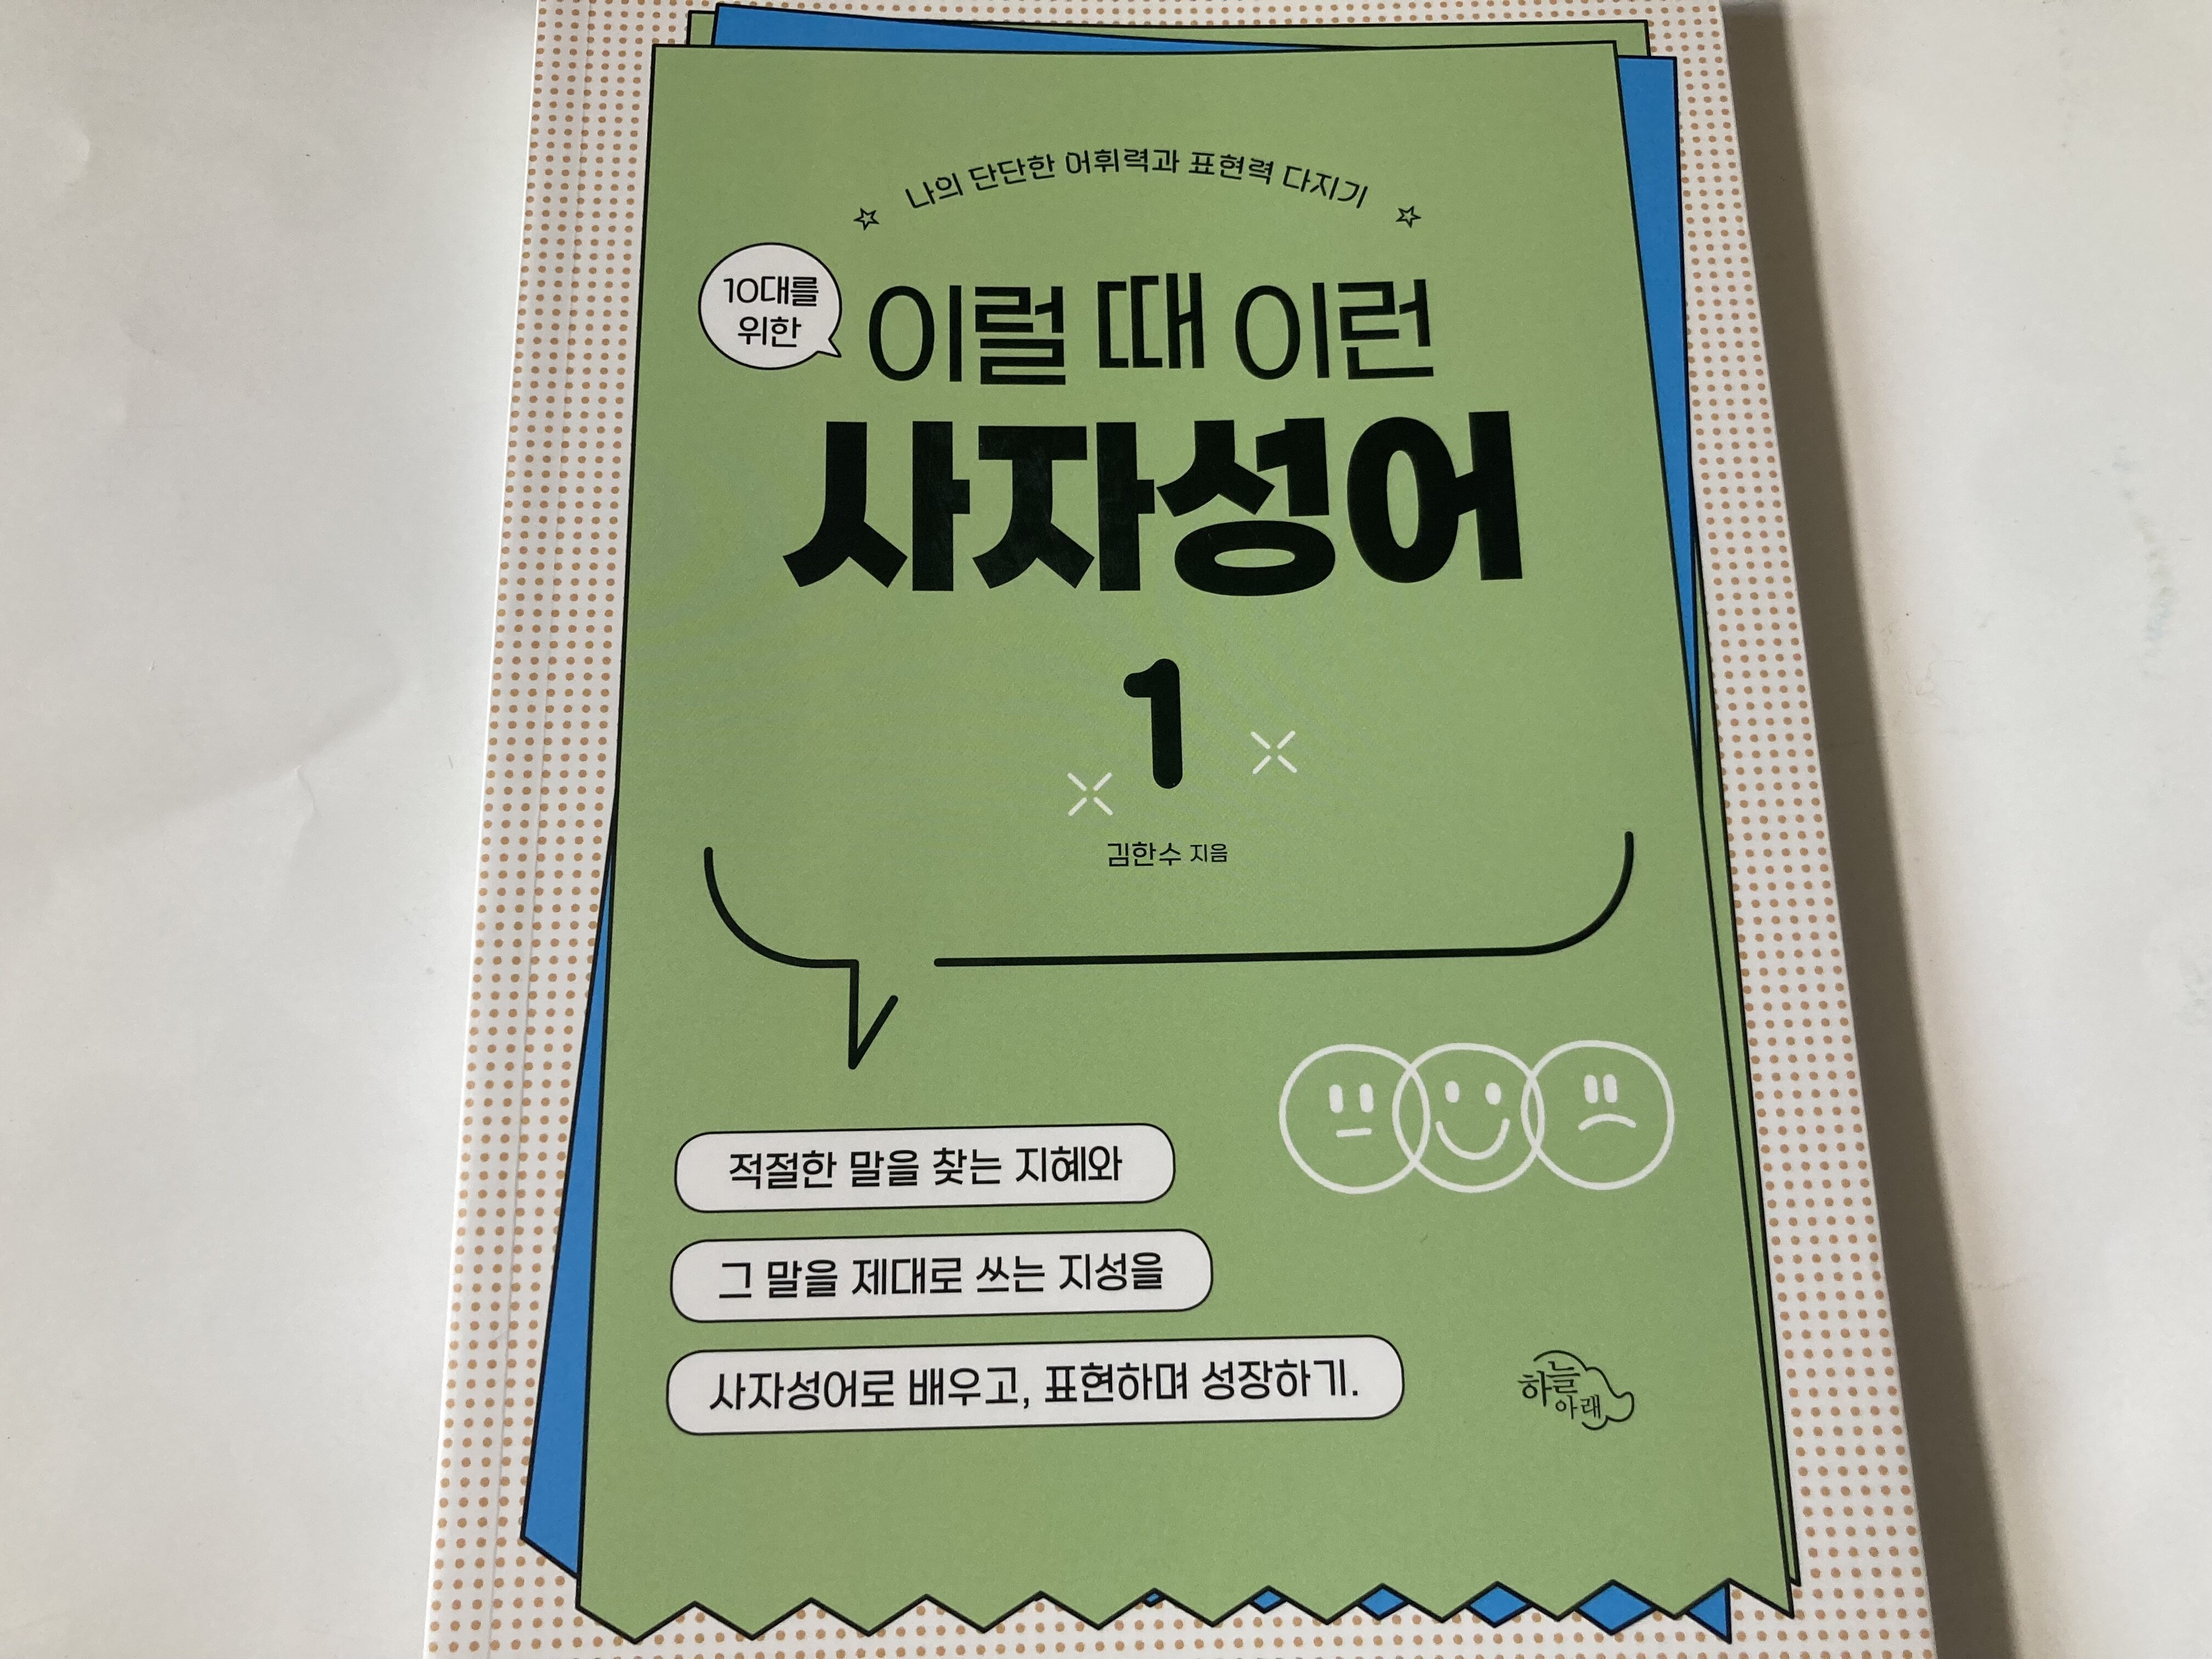 나의 단단한 어휘력과 표현력 다지기
10대를
위한
이럴 때 이런
사자성어
1
김한수 지음
적절한 말을 찾는 지혜와
그 말을 제대로 쓰는 지성을
사자성어로 배우고, 표현하며 성장하기.
하늘
아래